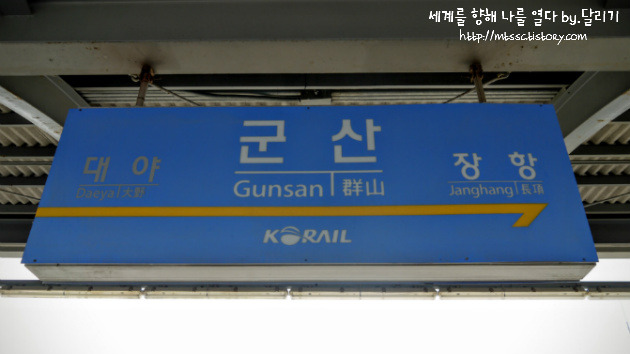 세계를 향해 나를 열다 by.달리기
http://mtssc.tistory.com
군산
Gunsan 群山
대야
Daeya 大野
장항
Janghang 長項
KORAIL